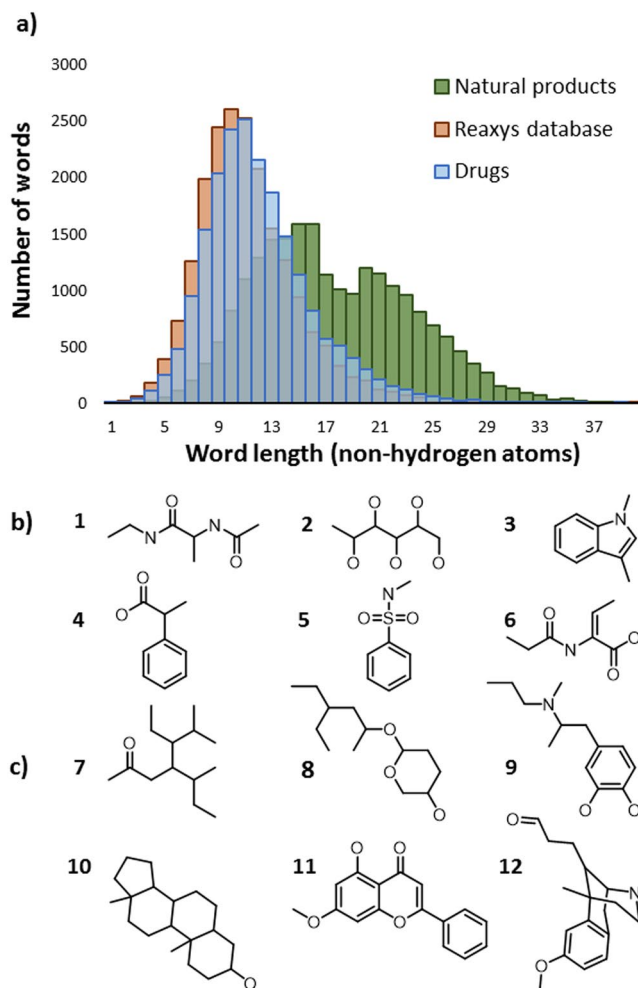 a)
3000
2500
2000
1500
1000
500
0
Number of words
Natural products
Reaxys database
Drugs
1 5 9 13 17 21 25 29 33 37
Word length (non-hydrogen atoms)
b)
1
O
N
N
O
2
O O
O O O
3
N
4
O
O
5
N
O S O
6
O
O
N
O
c)
7
O
8
O
O
O
9
N
O O
10
O
11
O O
O O
12
O
N
O